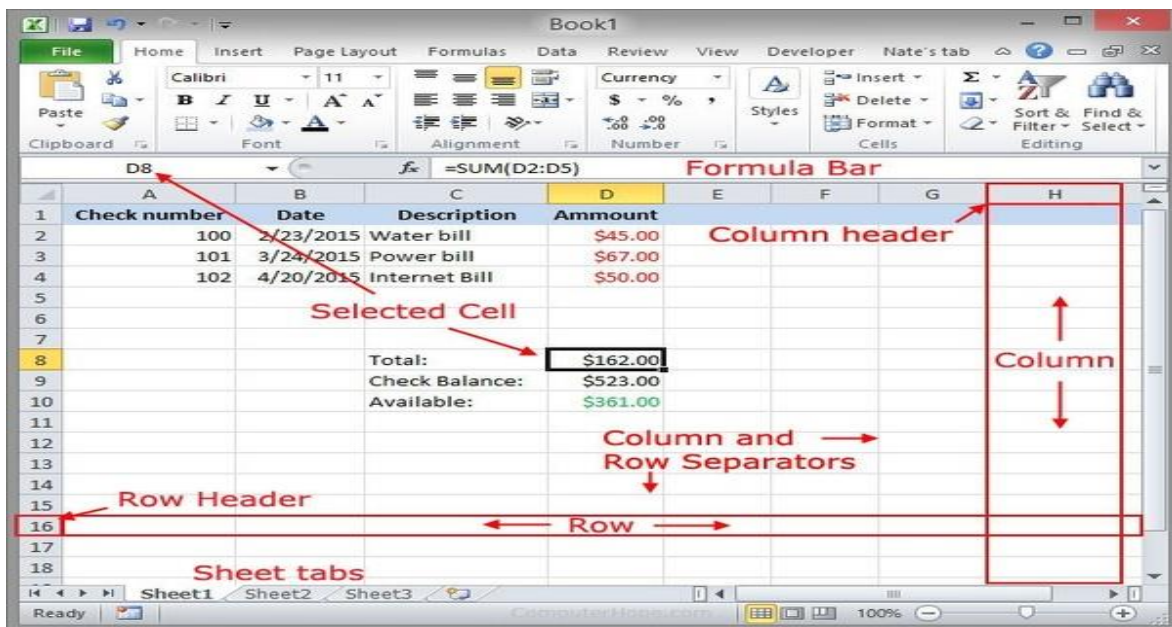 Book1
File Home Insert Page Layout Formulas Data Review View Developer Nate's tab
Paste
Calibri 11
B I U A A
A
Currency
$ % ,
.00 .00
Styles
Insert
Delete
Format
Σ
Sort & Filter
Find & Select
Clipboard Font Alignment Number Cells Editing
D8 fx =SUM(D2:D5) Formula Bar
A B C D E F G H
1 Check number Date Description Ammount
2 100 2/23/2015 Water bill $45.00 Column header
3 101 3/24/2015 Power bill $67.00
4 102 4/20/2015 Internet Bill $50.00
5
6 Selected Cell
7
8 Total: $162.00 Column
9 Check Balance: $523.00
10 Available: $361.00
11
12 Column and
13 Row Separators
14
15 Row Header
16 Row
17
18 Sheet tabs
Sheet1 Sheet2 Sheet3
Ready ComputerHope.com 100%